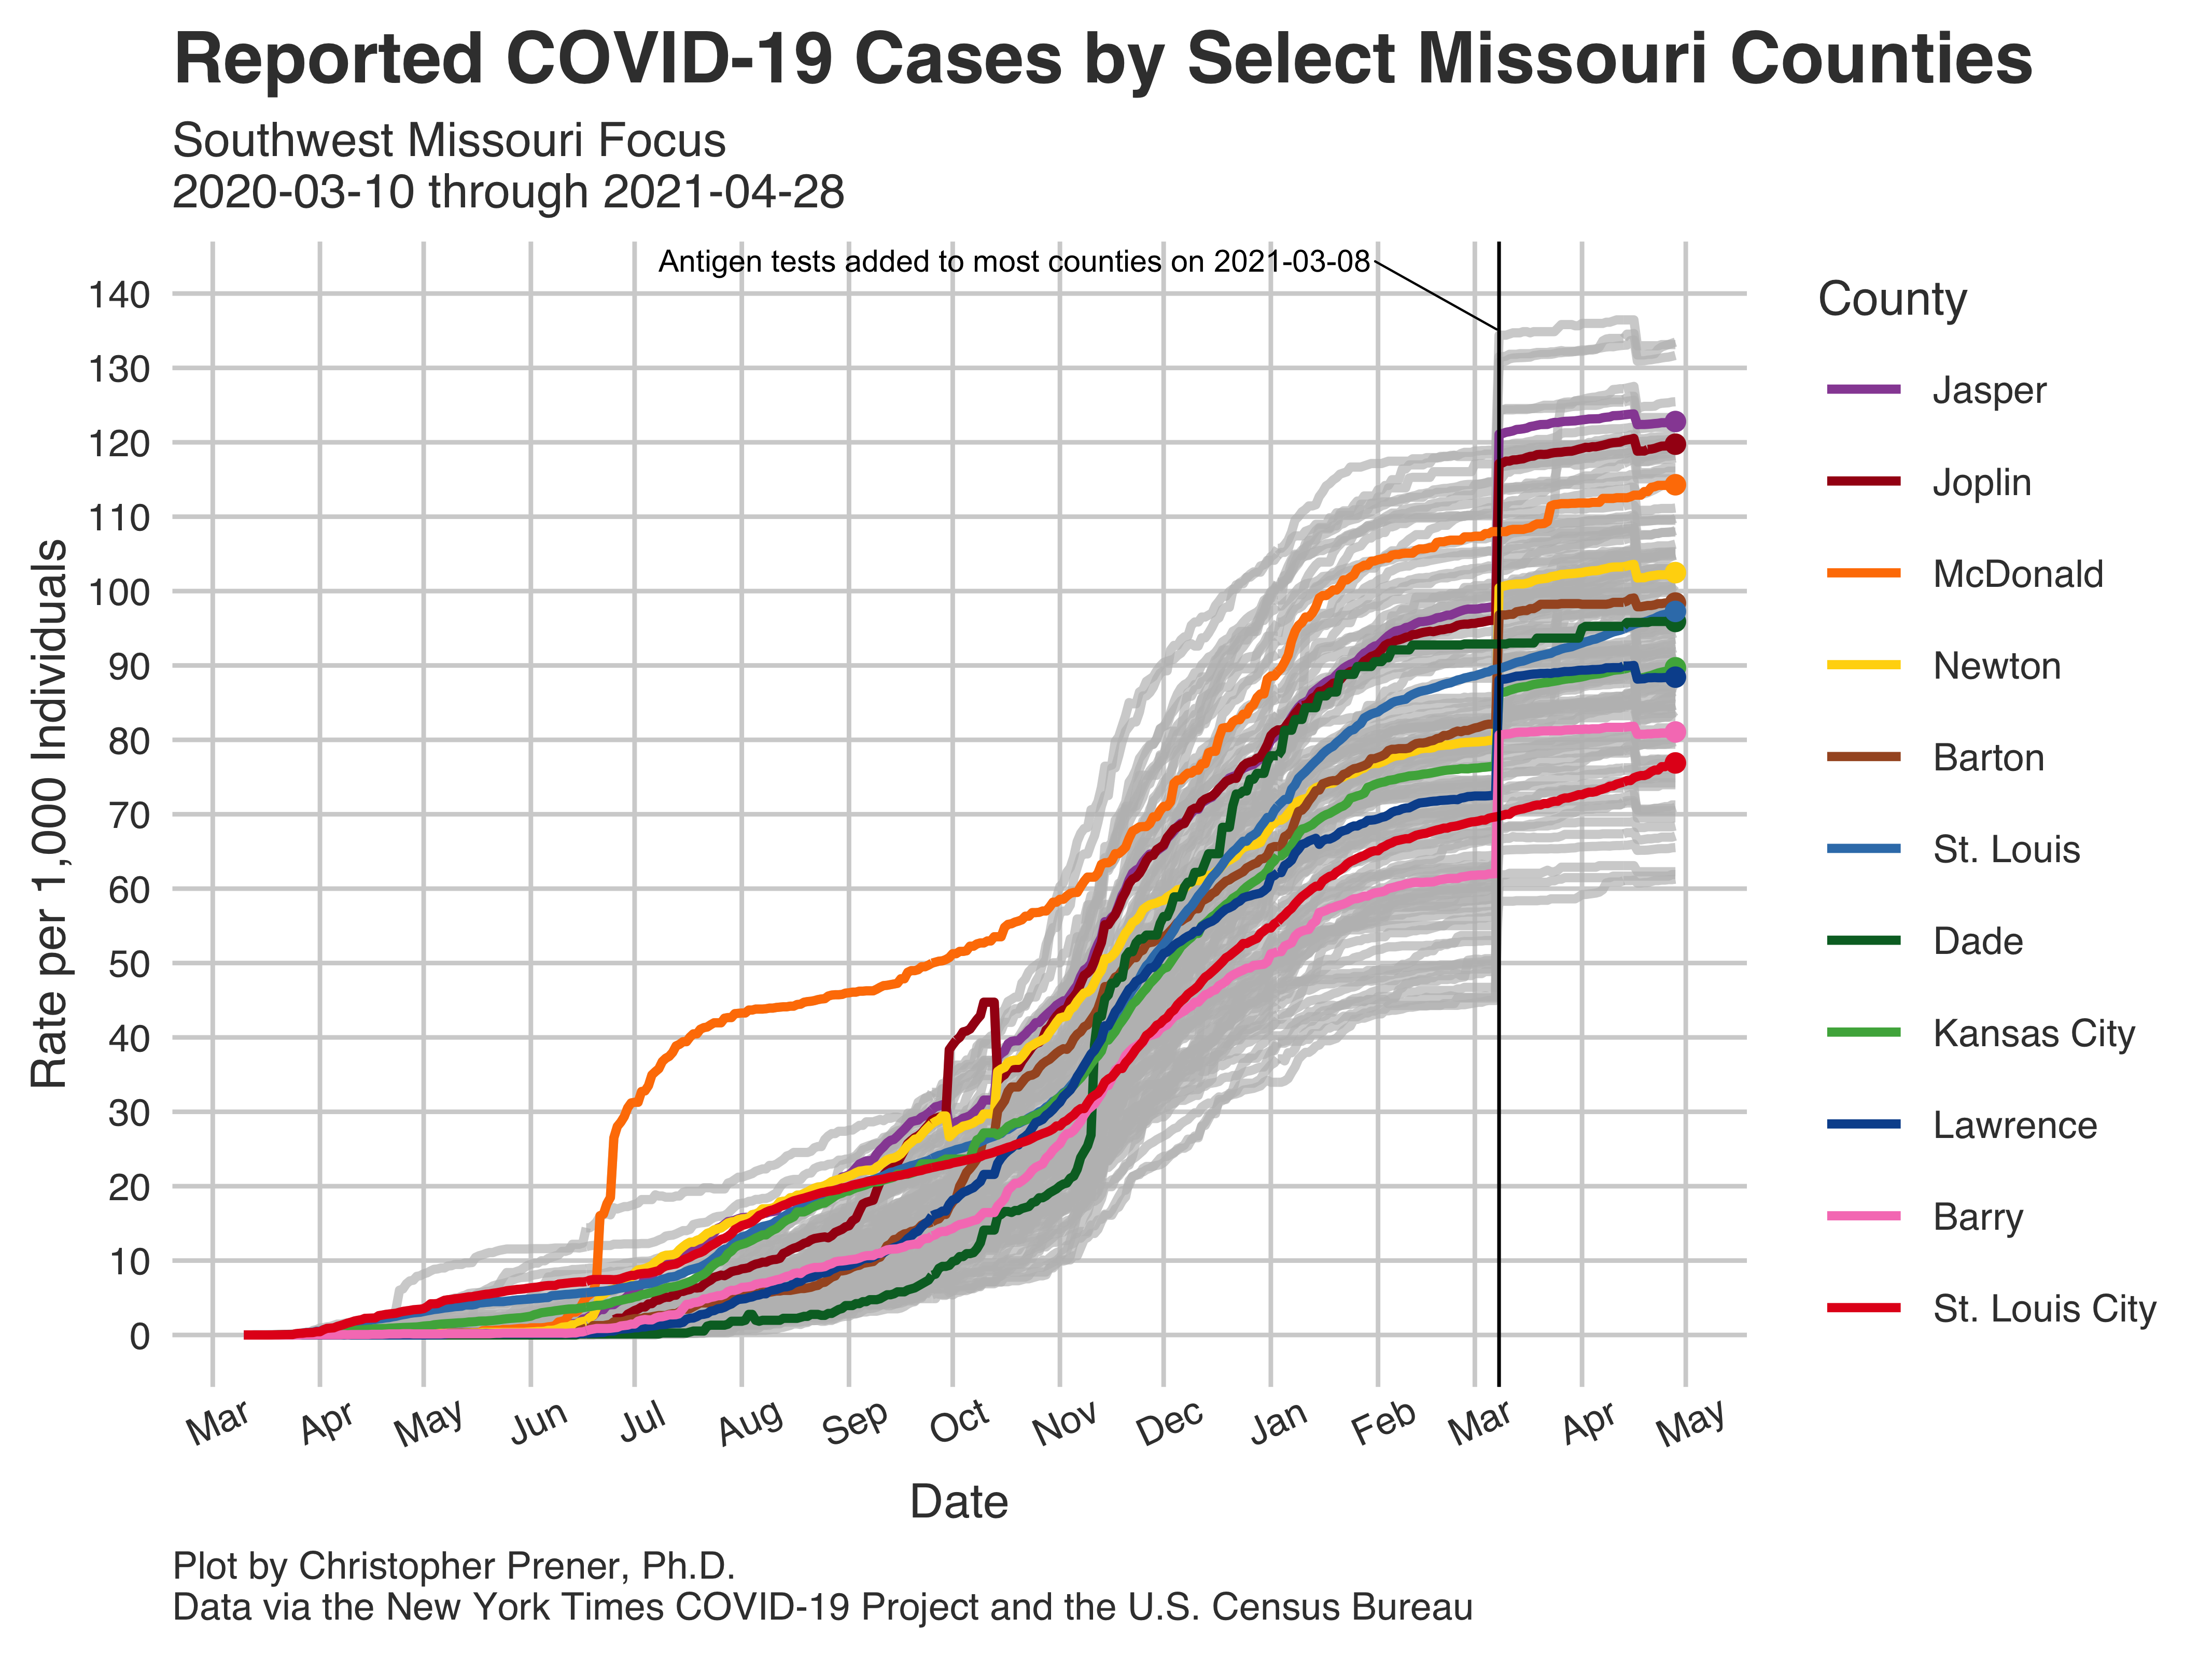 Reported COVID-19 Cases by Select Missouri Counties
Southwest Missouri Focus
2020-03-10 through 2021-04-28
Antigen tests added to most counties on 2021-03-08
Rate per 1,000 Individuals
140
130
120
110
100
90
80
70
60
50
40
30
20
10
0
Mar Apr May Jun Jul Aug Sep Oct Nov Dec Jan Feb Mar Apr May
Date
County
Jasper
Joplin
McDonald
Newton
Barton
St. Louis
Dade
Kansas City
Lawrence
Barry
St. Louis City
Plot by Christopher Prener, Ph.D.
Data via the New York Times COVID-19 Project and the U.S. Census Bureau